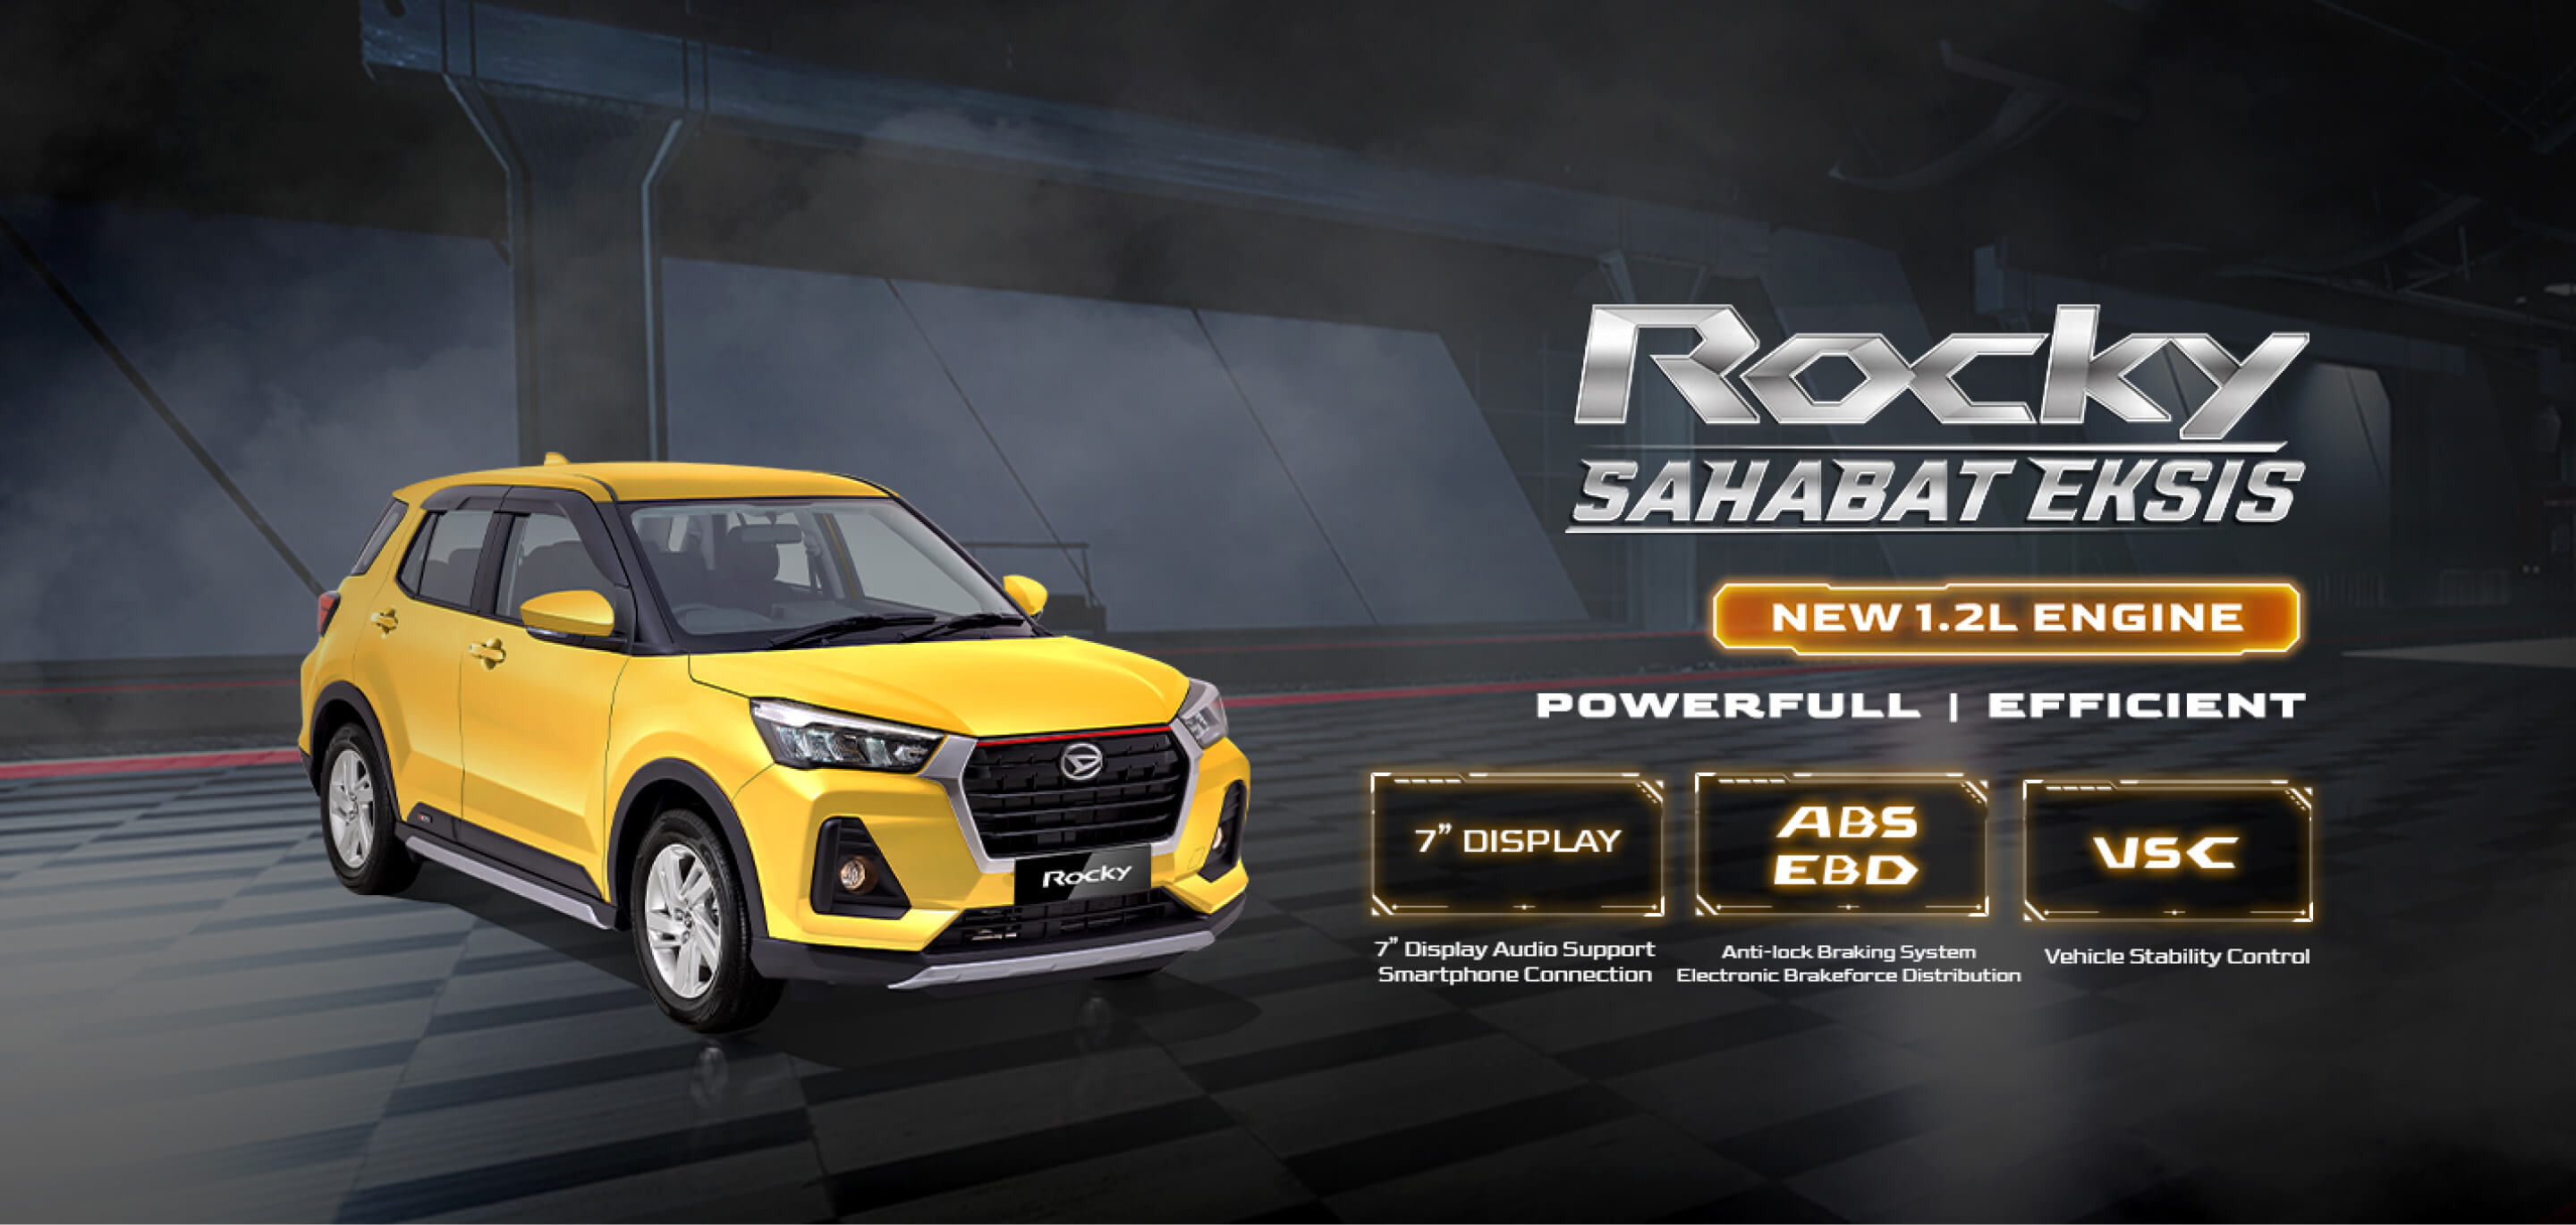 Rocky
SAHABAT EKSIS
NEW 1.2L ENGINE
POWERFULL | EFFICIENT
7” DISPLAY
7” Display Audio Support
Smartphone Connection
ABS
EBD
Anti-lock Braking System
Electronic Brakeforce Distribution
VSC
Vehicle Stability Control
Rocky